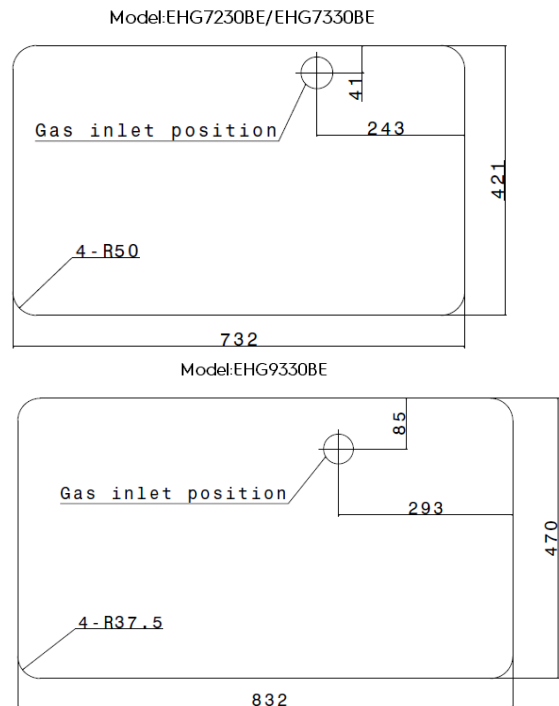 Model:EHG7230BE/EHG7330BE
41
Gas inlet position
243
421
4-R50
732
Model:EHG9330BE
85
Gas inlet position
293
470
4-R37.5
832